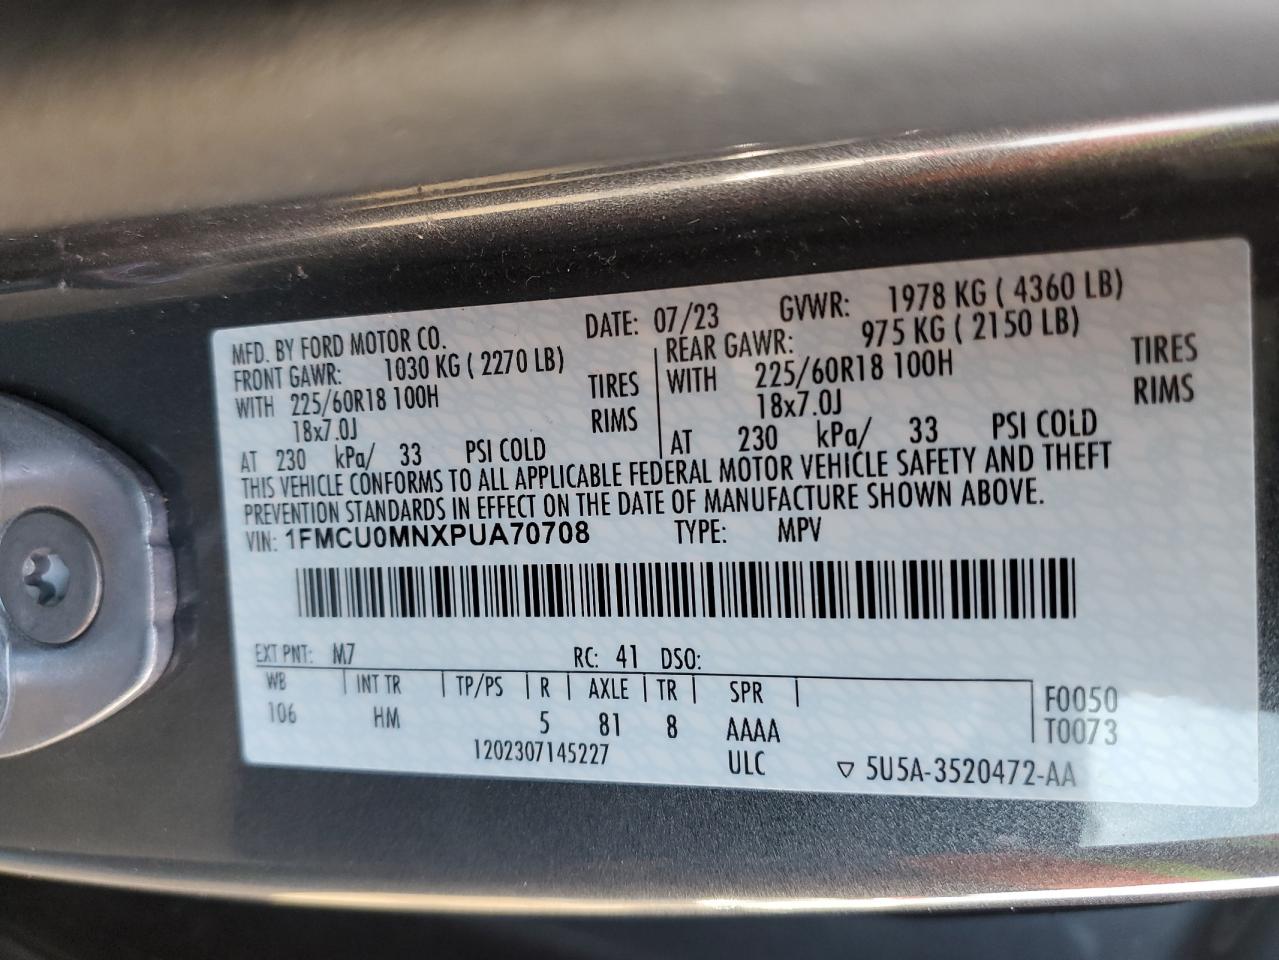 MFD. BY FORD MOTOR CO. DATE: 07/23 GVWR: 1978 KG ( 4360 LB)
FRONT GAWR: 1030 KG ( 2270 LB) REAR GAWR: 975 KG ( 2150 LB)
WITH 225/60R18 100H TIRES WITH 225/60R18 100H TIRES
18x7.0J RIMS 18x7.0J RIMS
AT 230 kPa/ 33 PSI COLD AT 230 kPa/ 33 PSI COLD
THIS VEHICLE CONFORMS TO ALL APPLICABLE FEDERAL MOTOR VEHICLE SAFETY AND THEFT
PREVENTION STANDARDS IN EFFECT ON THE DATE OF MANUFACTURE SHOWN ABOVE.
VIN: 1FMCU0MNXPUA70708 TYPE: MPV
EXT PNT: M7 RC: 41 DSO:
WB INT TR TP/PS R AXLE TR SPR F0050
106 HM 5 81 8 AAAA T0073
1202307145227 ULC ▽ 5U5A-3520472-AA